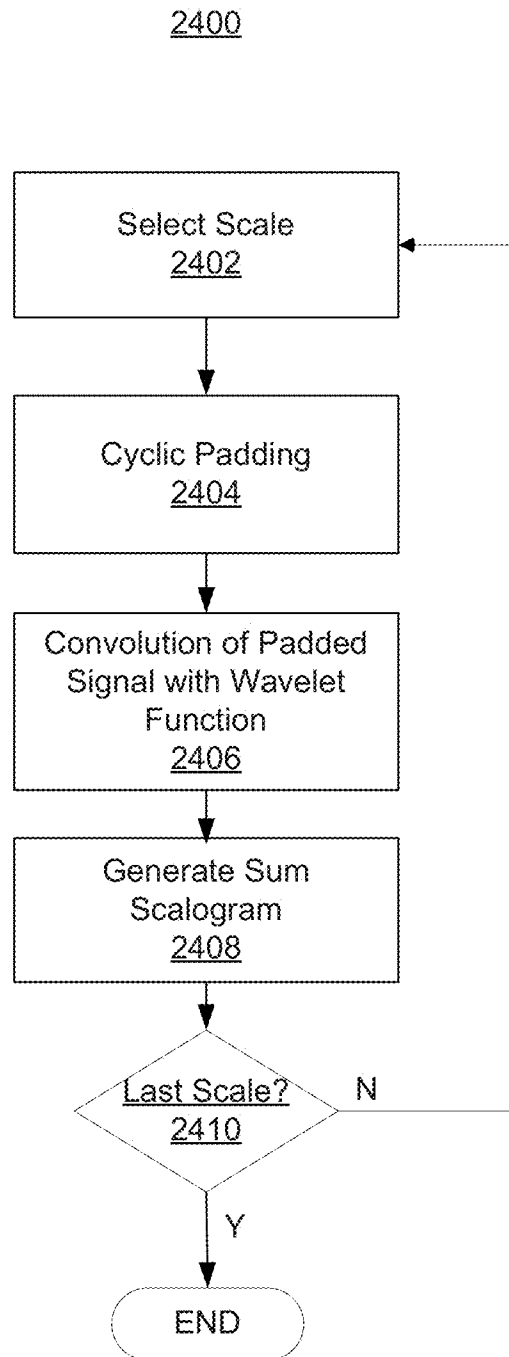 2400
Select Scale
2402
Cyclic Padding
2404
Convolution of Padded
Signal with Wavelet
Function
2406
Generate Sum
Scalogram
2408
Last Scale?
2410
N
Y
END